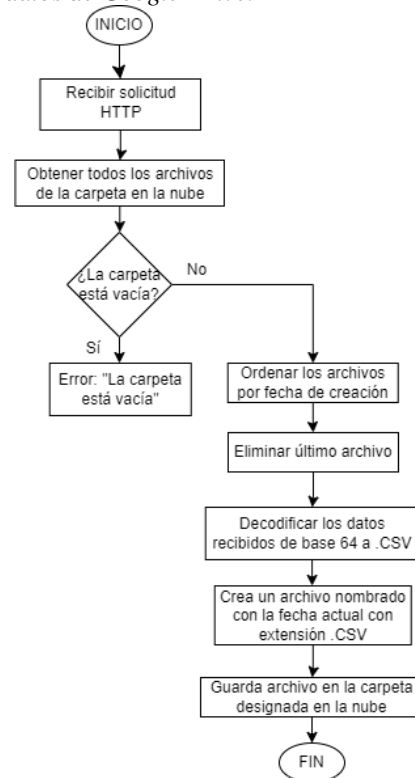 INICIO
Recibir solicitud
HTTP
Obtener todos los archivos
de la carpeta en la nube
¿La carpeta
está vacía?
No
Sí
Error: "La carpeta
está vacía"
Ordenar los archivos
por fecha de creación
Eliminar último archivo
Decodificar los datos
recibidos de base 64 a .CSV
Crea un archivo nombrado
con la fecha actual con
extensión .CSV
Guarda archivo en la carpeta
designada en la nube
FIN